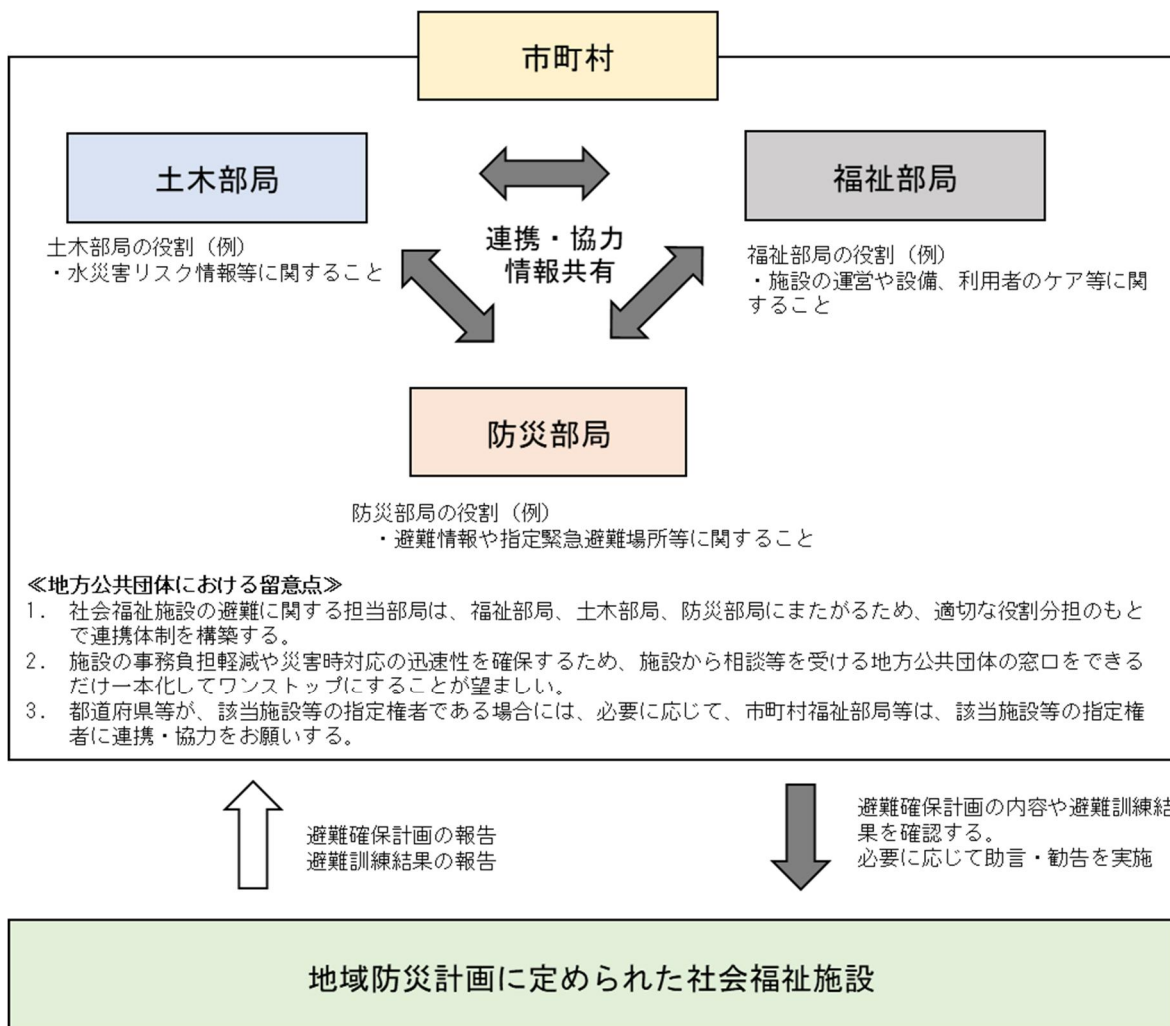 市町村
土木部局
福祉部局
土木部局の役割（例）
・水災害リスク情報等に関すること
連携・協力
情報共有
福祉部局の役割（例）
・施設の運営や設備、利用者のケア等に関
すること
防災部局
防災部局の役割（例）
・避難情報や指定緊急避難場所等に関すること
≪地方公共団体における留意点≫
1. 社会福祉施設の避難に関する担当部局は、福祉部局、土木部局、防災部局にまたがるため、適切な役割分担のもと
で連携体制を構築する。
2. 施設の事務負担軽減や災害時対応の迅速性を確保するため、施設から相談等を受ける地方公共団体の窓口をできる
だけ一本化してワンストップにすることが望ましい。
3. 都道府県等が、該当施設等の指定権者である場合には、必要に応じて、市町村福祉部局等は、該当施設等の指定権
者に連携・協力をお願いする。
避難確保計画の報告
避難訓練結果の報告
避難確保計画の内容や避難訓練結
果を確認する。
必要に応じて助言・勧告を実施
地域防災計画に定められた社会福祉施設